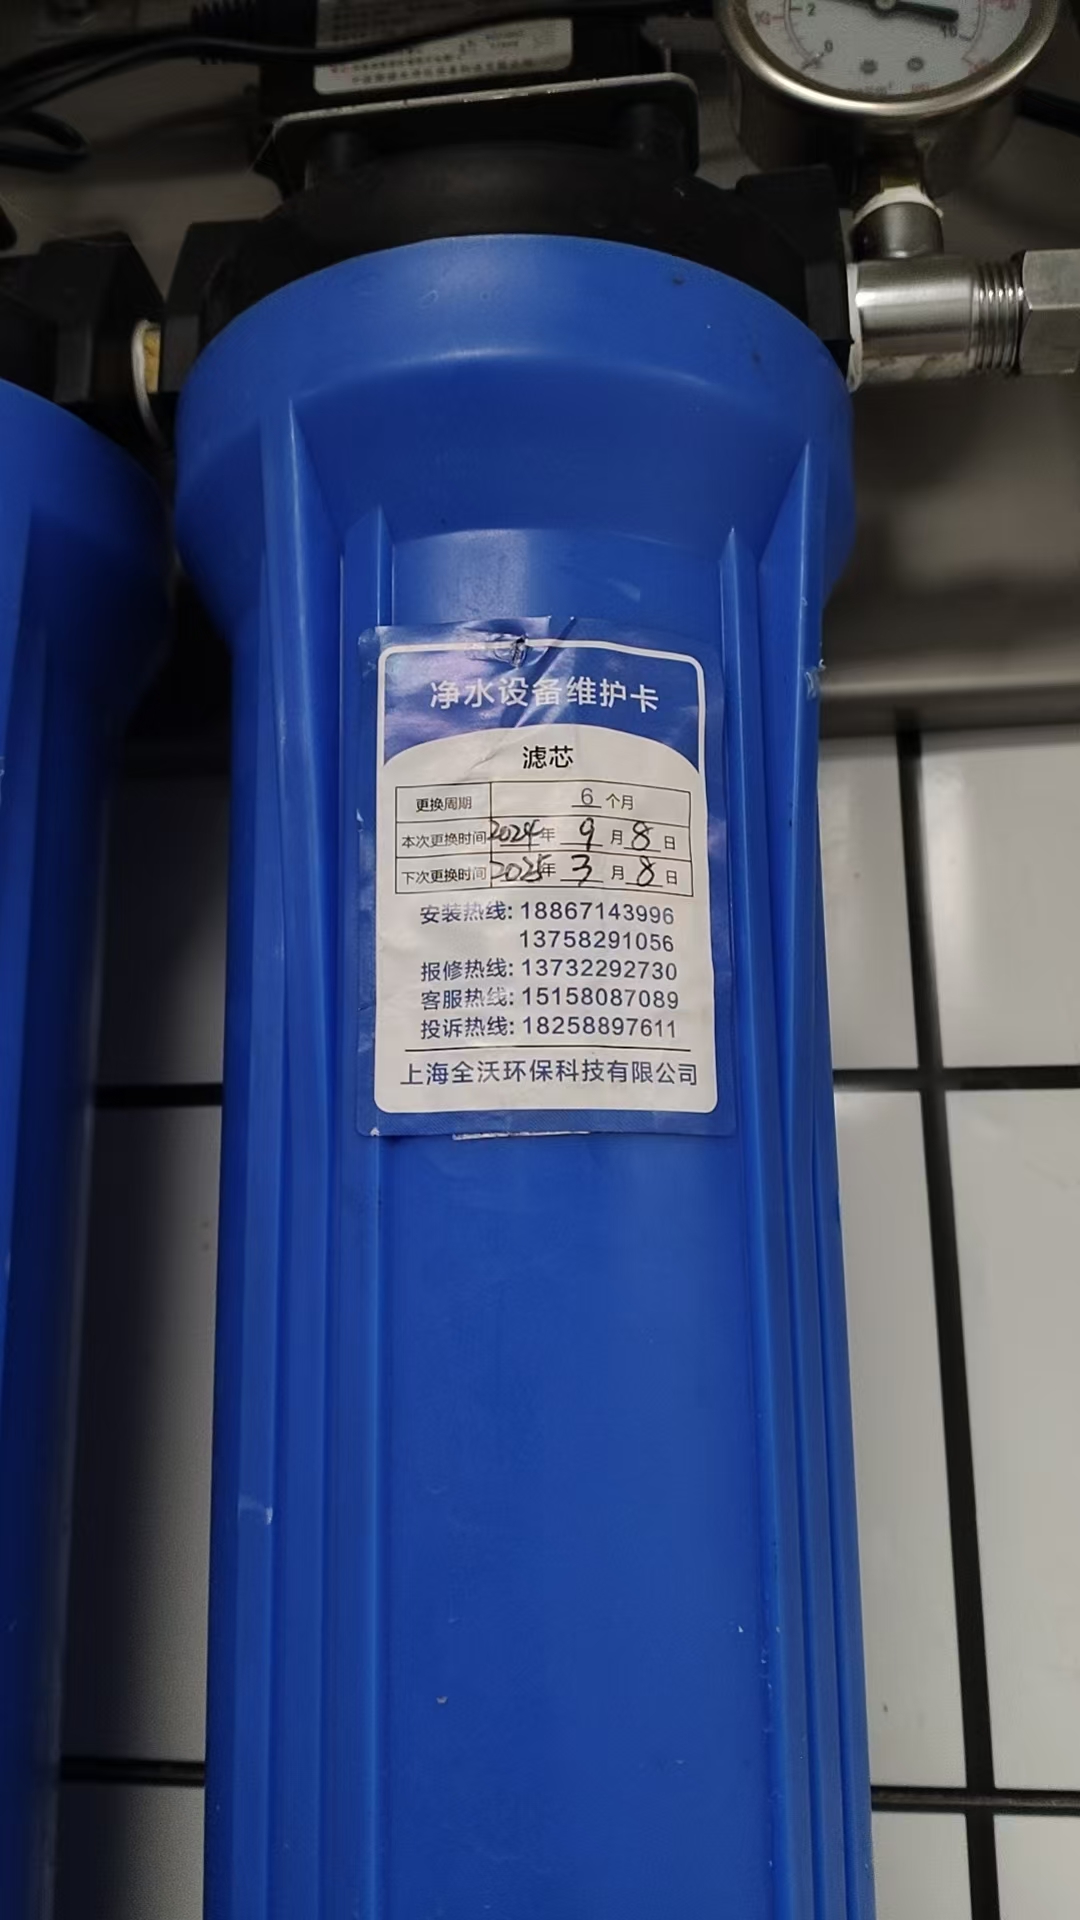 2
10
0
净水设备维护卡
滤芯
更换周期 6 个月
本次更换时间 2024 年 9 月 8 日
下次更换时间 2025 年 3 月 8 日
安装热线: 18867143996
13758291056
报修热线: 13732292730
客服热线: 15158087089
投诉热线: 18258897611
上海全沃环保科技有限公司